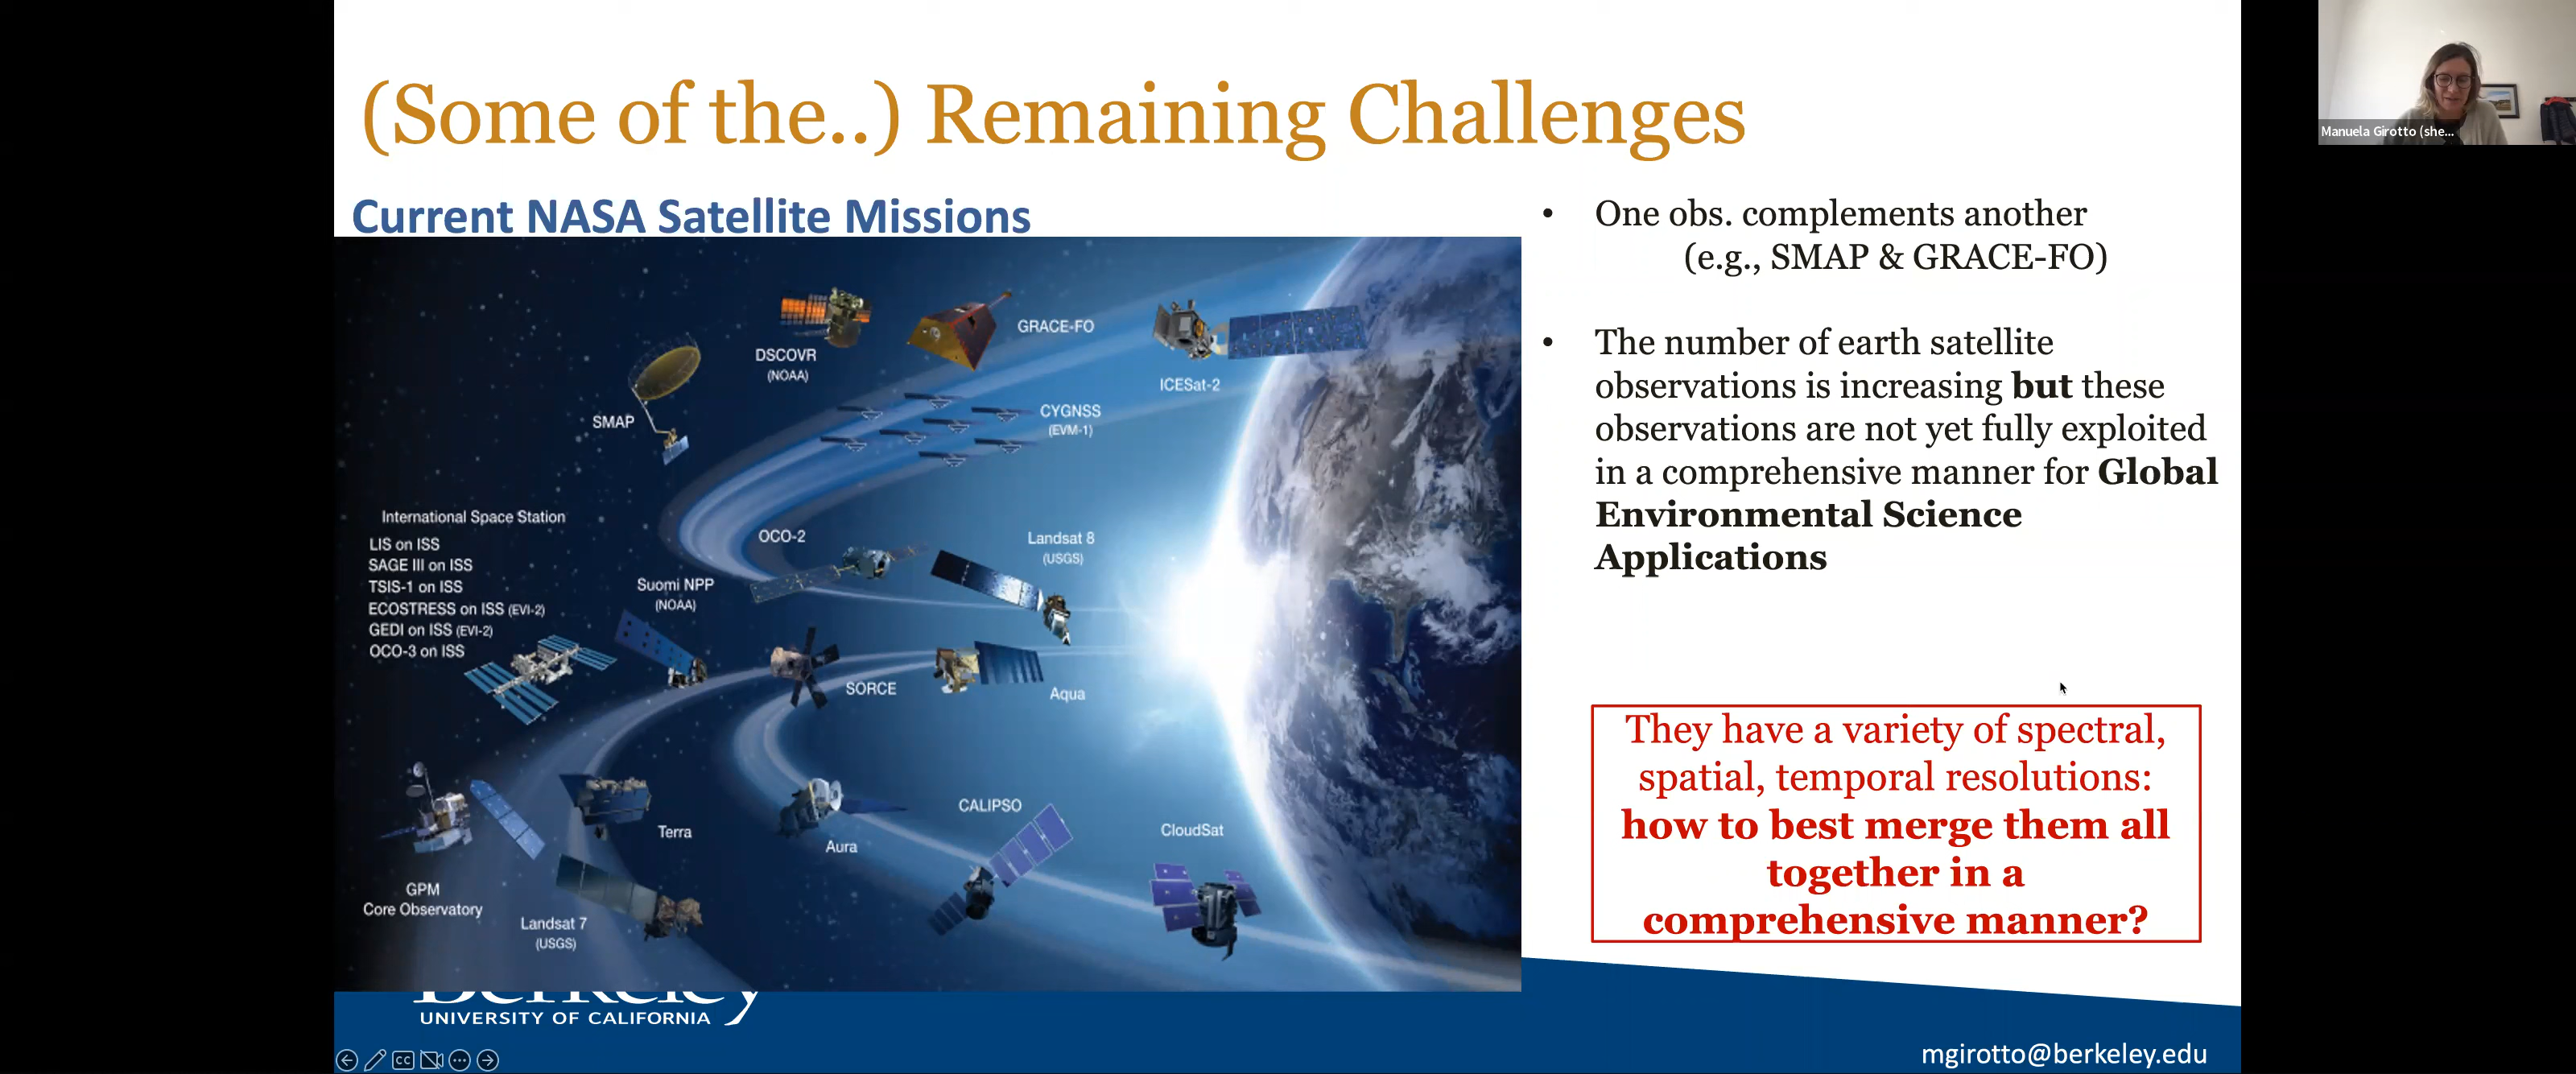 (Some of the..) Remaining Challenges
Manuela Girotto (she...
Current NASA Satellite Missions
• One obs. complements another
(e.g., SMAP & GRACE-FO)
• The number of earth satellite
observations is increasing but these
observations are not yet fully exploited
in a comprehensive manner for Global
Environmental Science
Applications
They have a variety of spectral,
spatial, temporal resolutions:
how to best merge them all
together in a
comprehensive manner?
GRACE-FO
DSCOVR
(NOAA)
ICESat-2
SMAP
CYGNSS
(EVM-1)
International Space Station
LIS on ISS
SAGE III on ISS
TSIS-1 on ISS
ECOSTRESS on ISS (EVI-2)
GEDI on ISS (EVI-2)
OCO-3 on ISS
OCO-2
Landsat 8
(USGS)
Suomi NPP
(NOAA)
SORCE
Aqua
CALIPSO
Terra
CloudSat
Aura
GPM
Core Observatory
Landsat 7
(USGS)
Berkeley
UNIVERSITY OF CALIFORNIA
CC
mgirotto@berkeley.edu